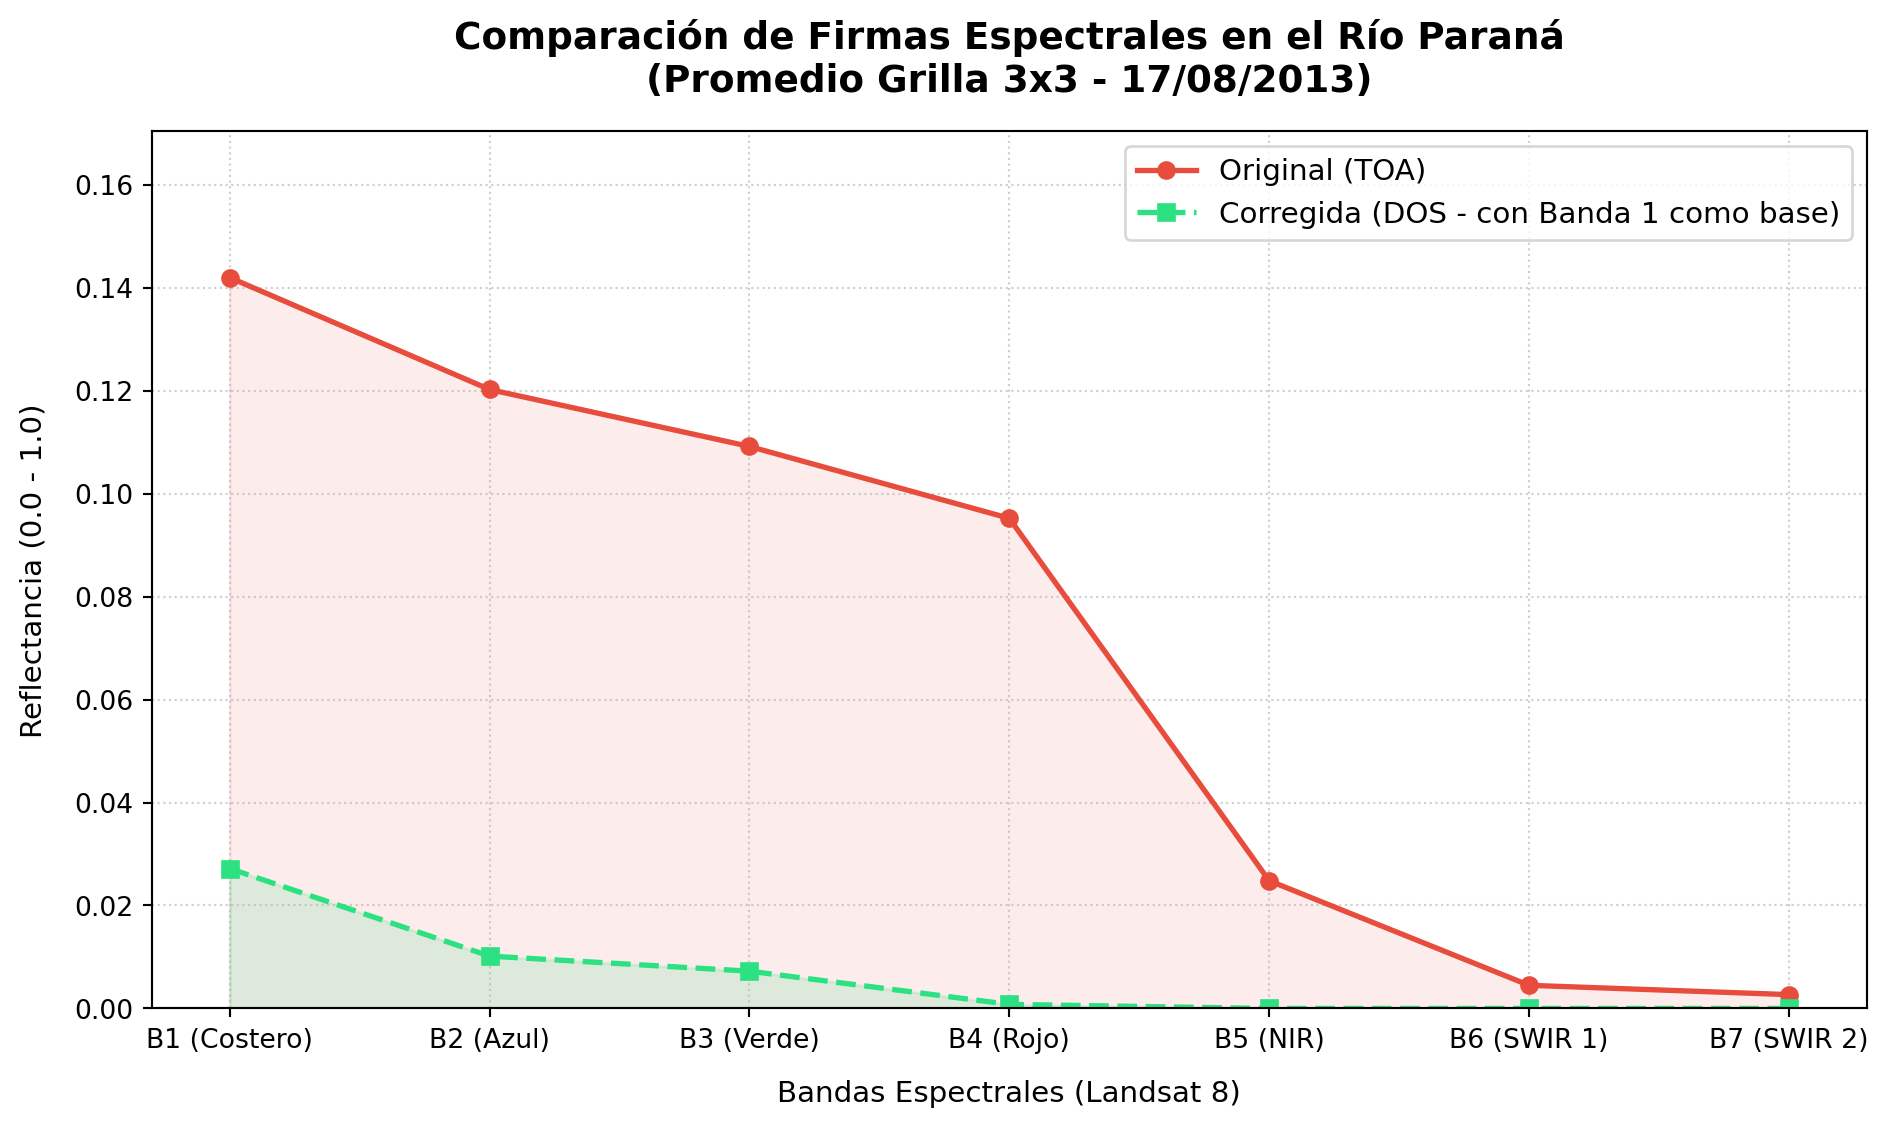 Comparación de Firmas Espectrales en el Río Paraná
(Promedio Grilla 3x3 - 17/08/2013)
Original (TOA)
Corregida (DOS - con Banda 1 como base)
Reflectancia (0.0 - 1.0)
0.16
0.14
0.12
0.10
0.08
0.06
0.04
0.02
0.00
B1 (Costero) B2 (Azul) B3 (Verde) B4 (Rojo) B5 (NIR) B6 (SWIR 1) B7 (SWIR 2)
Bandas Espectrales (Landsat 8)